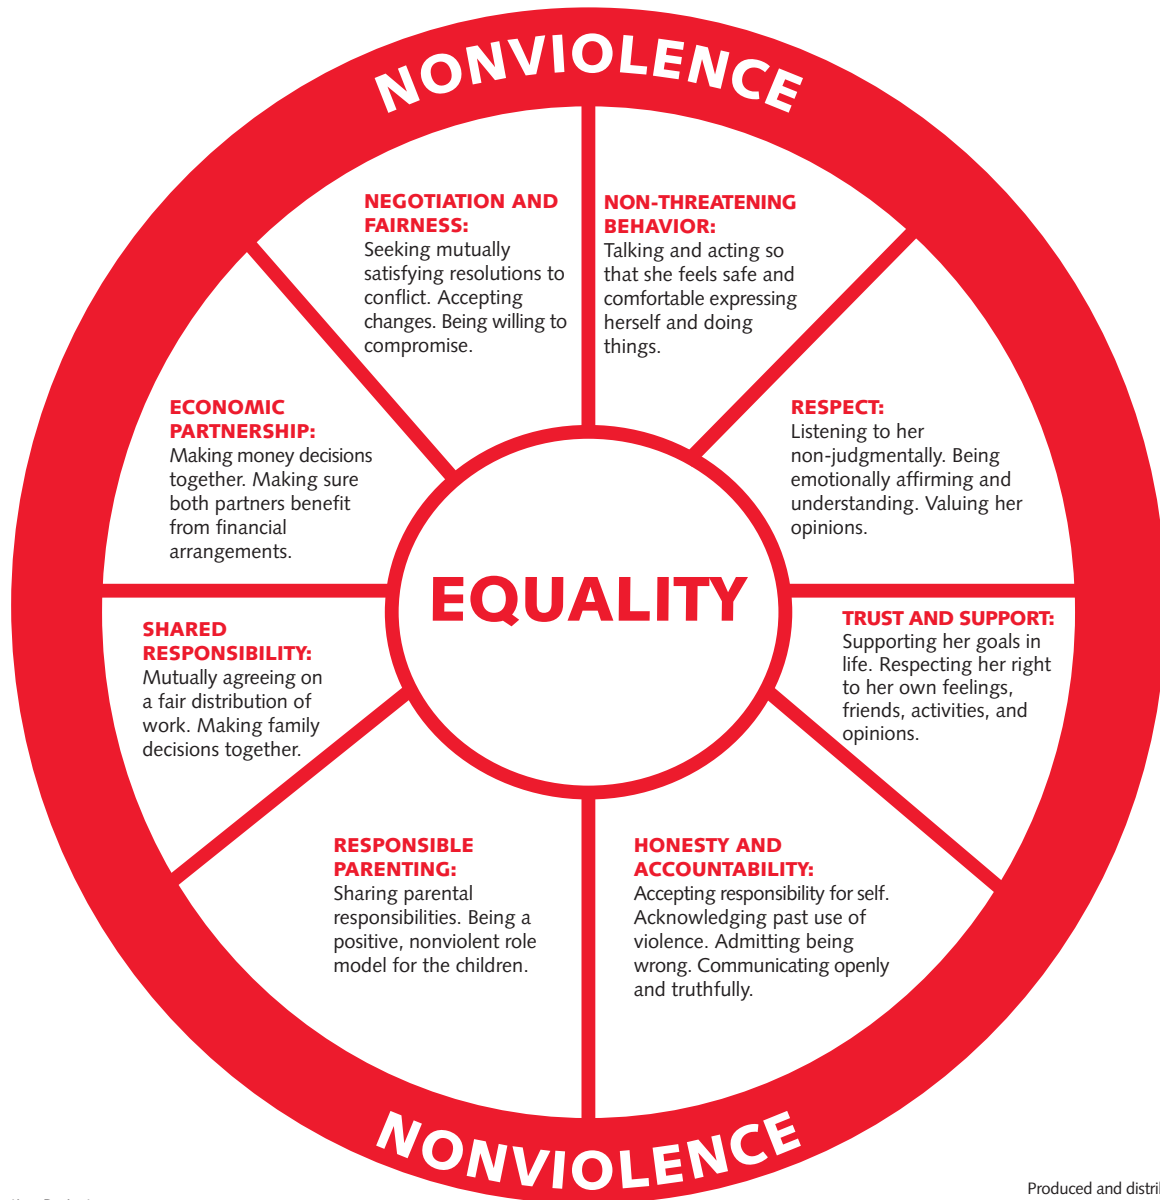 NONVIOLENCE
NEGOTIATION AND
FAIRNESS:
Seeking mutually
satisfying resolutions to
conflict. Accepting
changes. Being willing to
compromise.
NON-THREATENING
BEHAVIOR:
Talking and acting so
that she feels safe and
comfortable expressing
herself and doing
things.
ECONOMIC
PARTNERSHIP:
Making money decisions
together. Making sure
both partners benefit
from financial
arrangements.
RESPECT:
Listening to her
non-judgmentally. Being
emotionally affirming and
understanding. Valuing her
opinions.
EQUALITY
SHARED
RESPONSIBILITY:
Mutually agreeing on
a fair distribution of
work. Making family
decisions together.
TRUST AND SUPPORT:
Supporting her goals in
life. Respecting her right
to her own feelings,
friends, activities, and
opinions.
RESPONSIBLE
PARENTING:
Sharing parental
responsibilities. Being a
positive, nonviolent role
model for the children.
HONESTY AND
ACCOUNTABILITY:
Accepting responsibility for self.
Acknowledging past use of
violence. Admitting being
wrong. Communicating openly
and truthfully.
NONVIOLENCE
Produced and distri